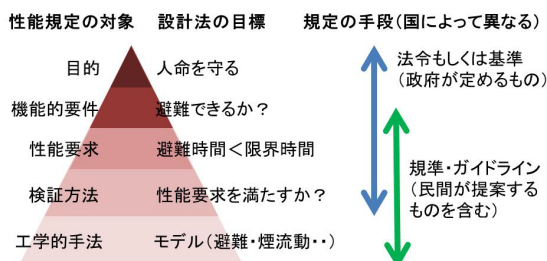 性能規定の対象 設計法の目標 規定の手段(国によって異なる)
目的 人命を守る
法令もしくは基準
(政府が定めるもの)
機能的要件 避難できるか?
性能要求 避難時間<限界時間
規準・ガイドライン
(民間が提案する
ものを含む)
検証方法 性能要求を満たすか?
工学的手法 モデル(避難・煙流動・・)